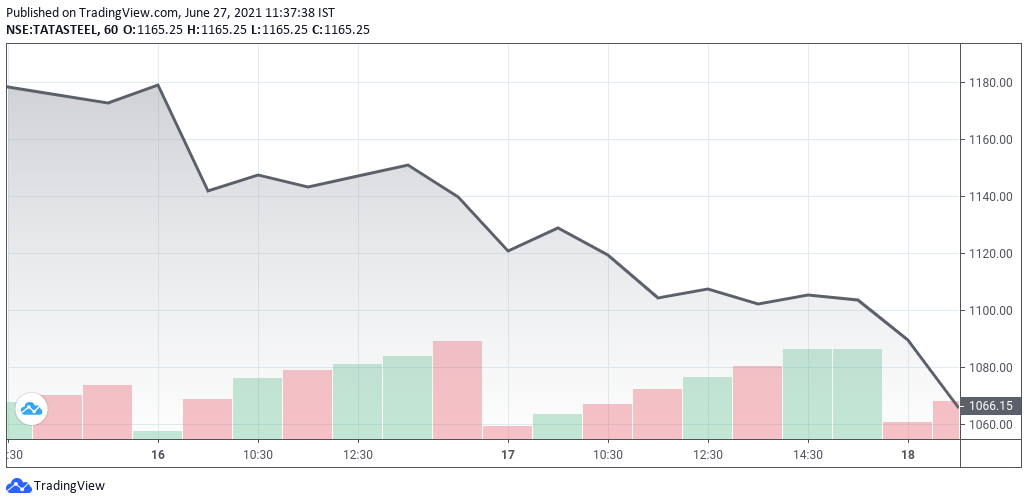 Published on TradingView.com, June 27, 2021 11:37:38 IST
NSE:TATASTEEL, 60 O:1165.25 H:1165.25 L:1165.25 C:1165.25
1180.00
1160.00
1140.00
1120.00
1100.00
1080.00
1066.15
1060.00
:30 16 10:30 12:30 17 10:30 12:30 14:30 18
TradingView